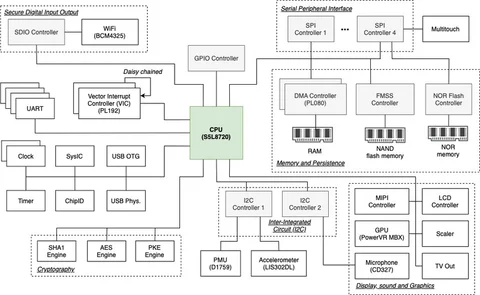 Secure Digital Input Output
SDIO Controller
WiFi
(BCM4325)
Serial Peripheral Interface
SPI
Controller 1
...
SPI
Controller 4
Multitouch
GPIO Controller
Daisy chained
Vector Interrupt
Controller (VIC)
(PL192)
UART
CPU
(S5L8720)
DMA Controller
(PL080)
FMSS
Controller
NOR Flash
Controller
RAM
NAND
flash memory
NOR
memory
Memory and Persistence
Clock
SysIC
USB OTG
Timer
ChipID
USB Phys.
I2C
Controller 1
I2C
Controller 2
Inter-Integrated
Circuit (I2C)
MIPI
Controller
LCD
Controller
GPU
(PowerVR MBX)
Scaler
Microphone
(CD327)
TV Out
Display, sound and Graphics
SHA1
Engine
AES
Engine
PKE
Engine
Cryptography
PMU
(D1759)
Accelerometer
(LIS302DL)